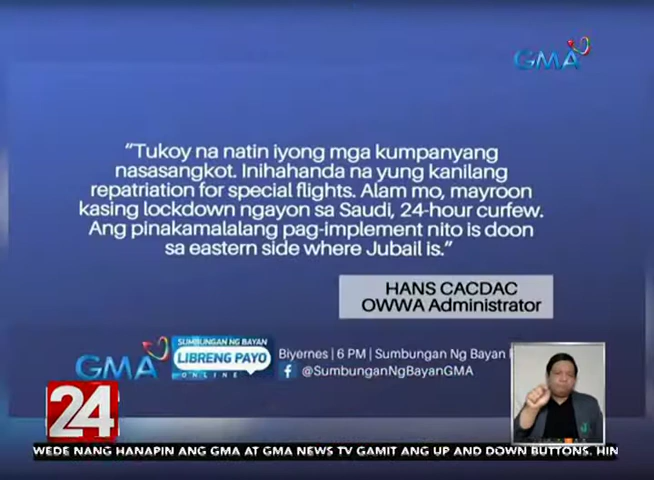 GMA
"Tukoy na natin iyong mga kumpanyang
nasasangkot. Inihahanda na yung kanilang
repatriation for special flights. Alam mo, mayroon
kasing lockdown ngayon sa Saudi, 24-hour curfew.
Ang pinakamalalang pag-implement nito is doon
sa eastern side where Jubail is."
HANS CACDAC
OWWA Administrator
GMA
SUMBUNGAN NG BAYAN
LIBRENG PAYO
ONLINE
Biyernes | 6 PM | Sumbungan Ng Bayan
f @SumbunganNgBayanGMA
24
WEDE NANG HANAPIN ANG GMA AT GMA NEWS TV GAMIT ANG UP AND DOWN BUTTONS. HIN